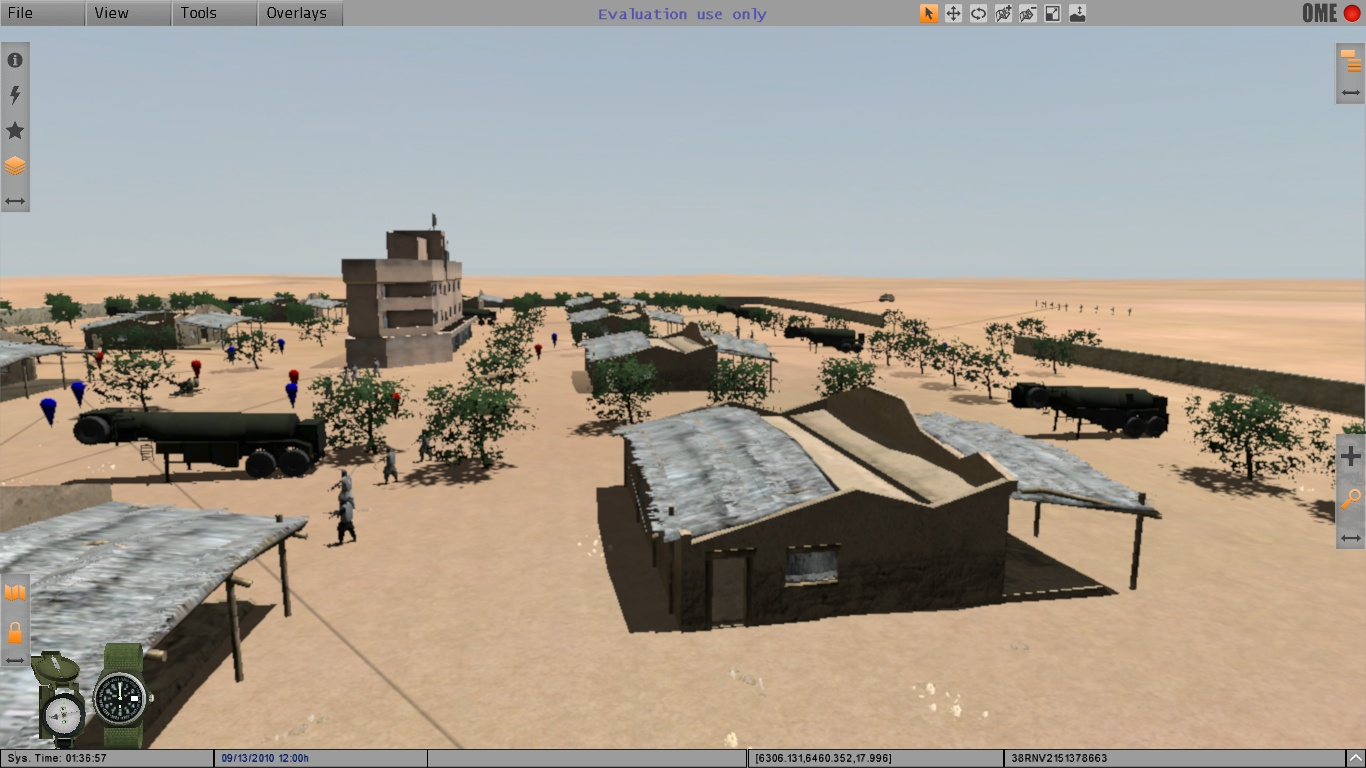 File View Tools Overlays Evaluation use only OME
Sys. Time: 01:36:57 09/13/2010 12:00h [6306.131,6460.352,17.996] 38RNV2151378663